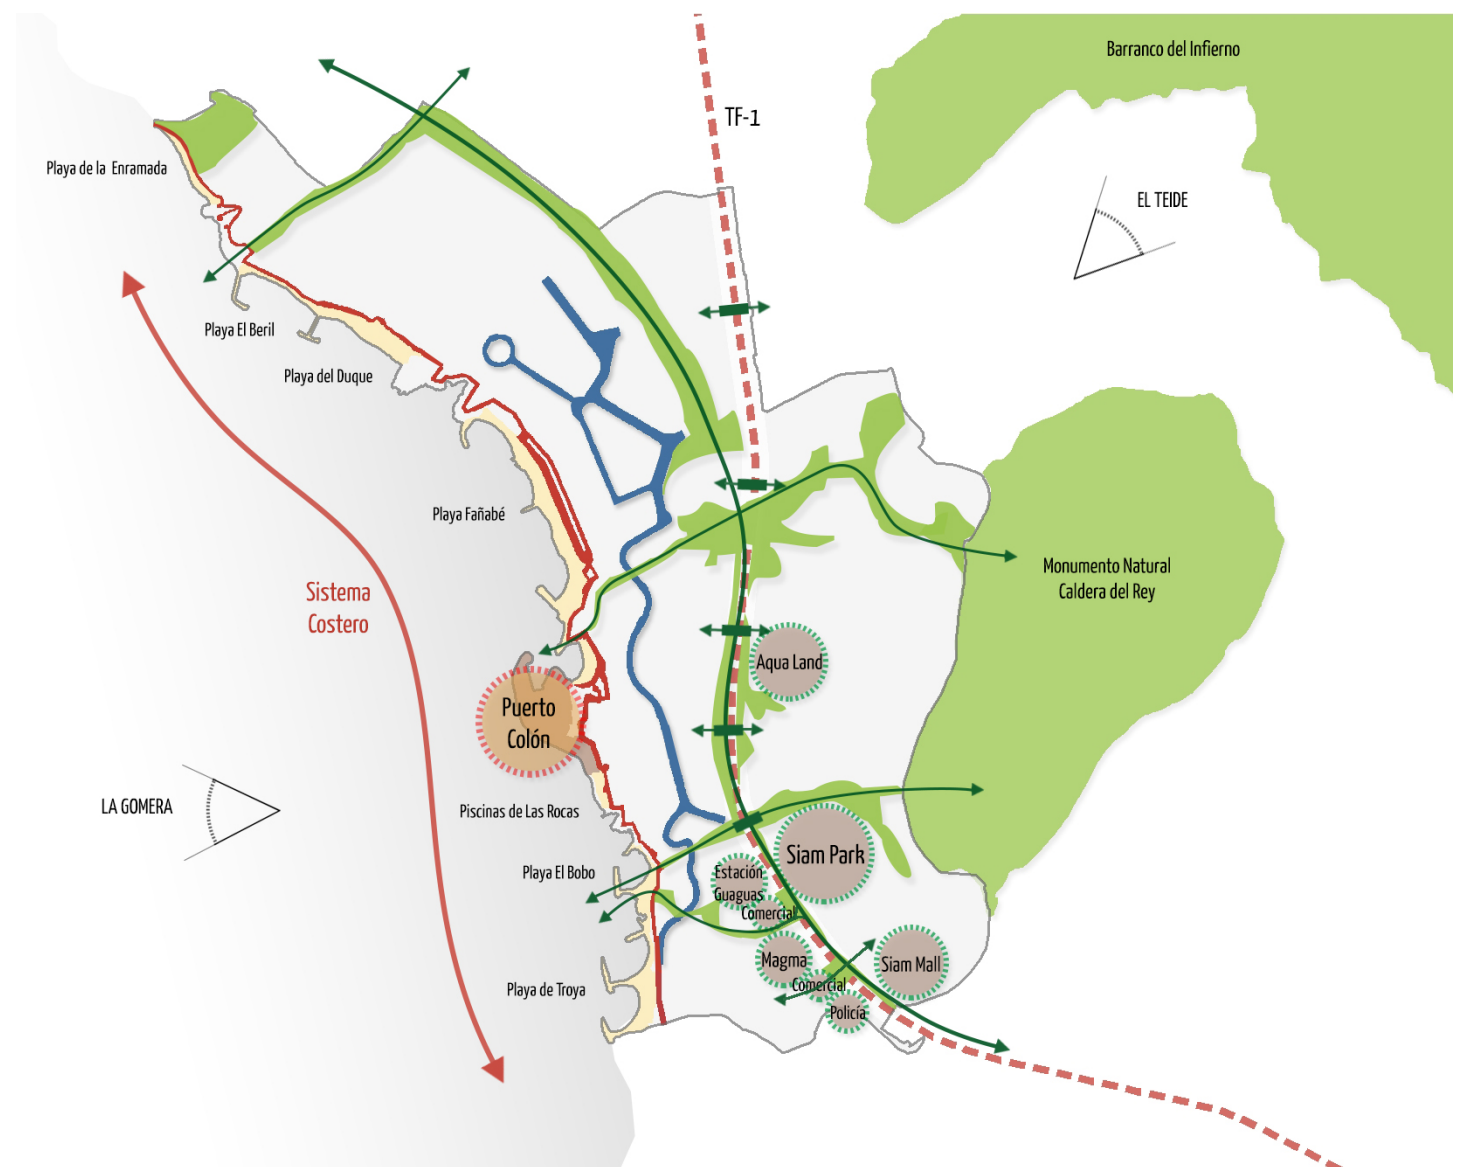 Barranco del Infierno
TF-1
Playa de la Enramada
EL TEIDE
Playa El Beril
Playa del Duque
Playa Fañabé
Monumento Natural
Caldera del Rey
Sistema
Costero
Aqua Land
Puerto
Colón
LA GOMERA
Piscinas de Las Rocas
Siam Park
Playa El Bobo
Estación
Guaguas
Comercial
Magma
Siam Mall
Comercial
Playa de Troya
Policía